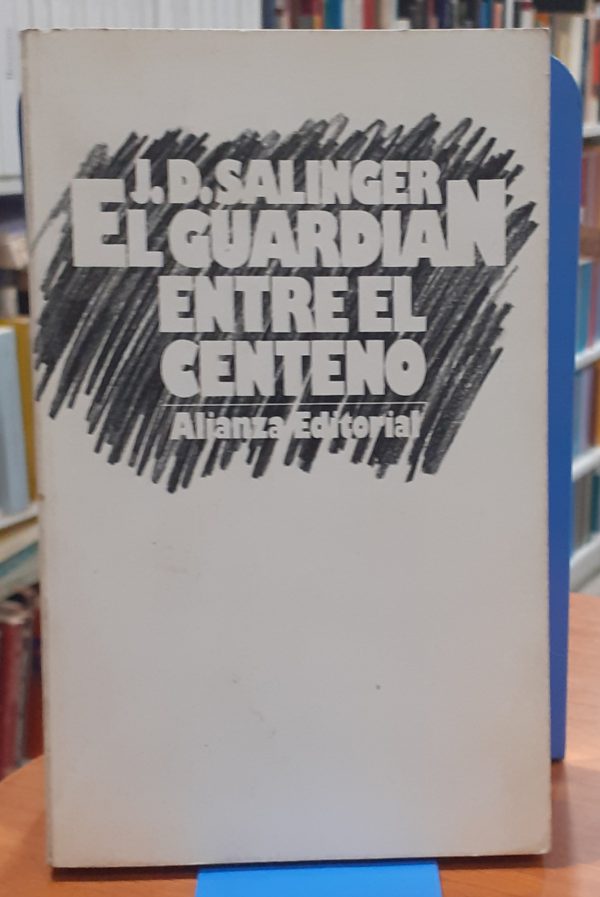 J.D. SALINGER
EL GUARDIAN
ENTRE EL
CENTENO
Alianza Editorial